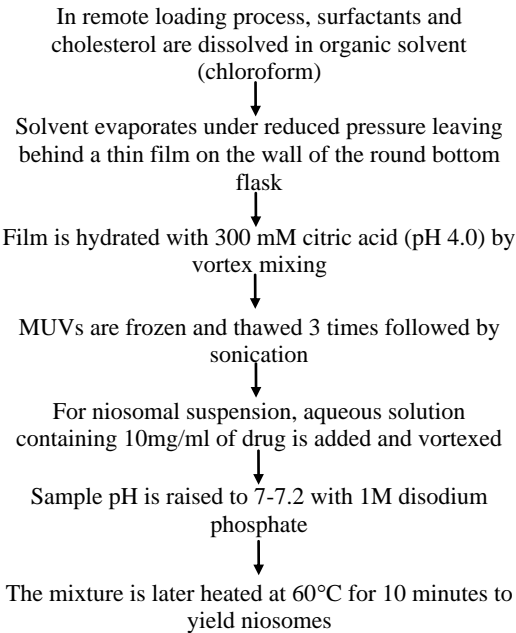 In remote loading process, surfactants and
cholesterol are dissolved in organic solvent
(chloroform)
Solvent evaporates under reduced pressure leaving
behind a thin film on the wall of the round bottom
flask
Film is hydrated with 300 mM citric acid (pH 4.0) by
vortex mixing
MUVs are frozen and thawed 3 times followed by
sonication
For niosomal suspension, aqueous solution
containing 10mg/ml of drug is added and vortexed
Sample pH is raised to 7-7.2 with 1M disodium
phosphate
The mixture is later heated at 60°C for 10 minutes to
yield niosomes